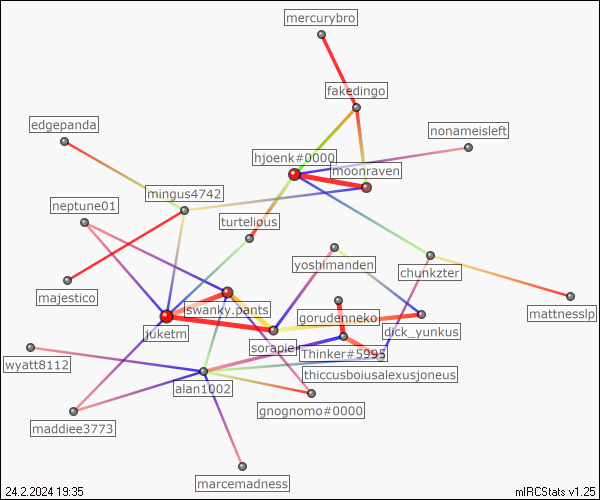 mercurybro
fakedingo
edgepanda
nonameisleft
hjoenk#0000
moonraven
mingus4742
neptune01
turtelious
yoshimanden
chunkzter
majestico
swanky.pants
gorudenneko
mattnesslp
juketm
dick_yunkus
sorapiel
Thinker#5995
wyatt8112
thiccusboiusalexusjoneus
alan1002
gnognomo#0000
maddiee3773
marcemadness
24.2.2024 19:35
mIRCStats v1.25